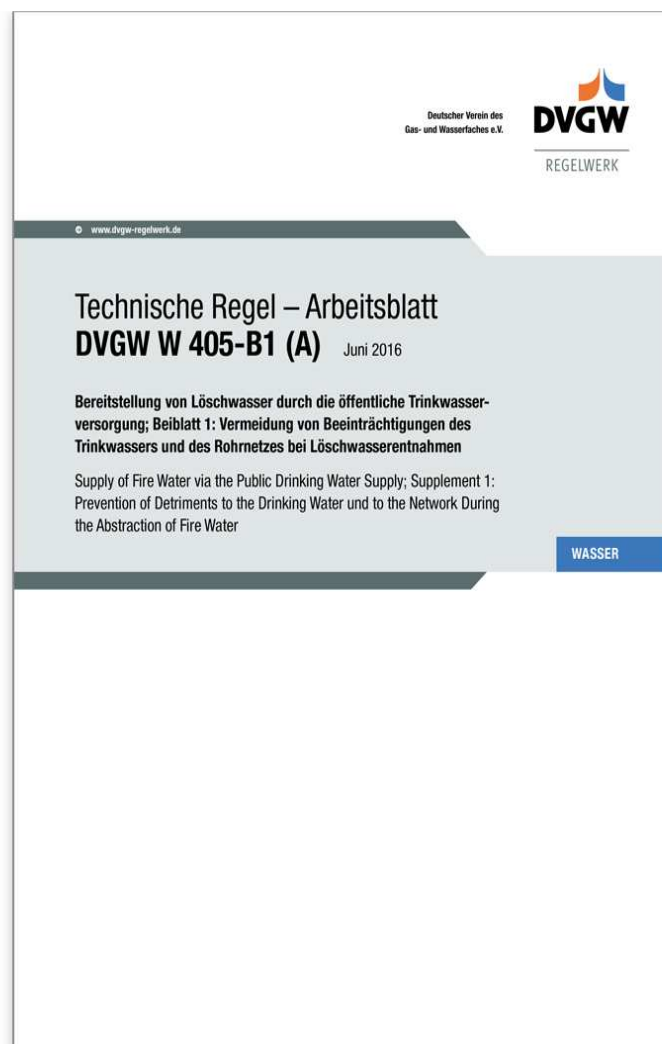 Deutscher Verein des
Gas- und Wasserfaches e.V.
DVGW
REGELWERK
www.dvgw-regelwerk.de
Technische Regel – Arbeitsblatt
DVGW W 405-B1 (A) Juni 2016
Bereitstellung von Löschwasser durch die öffentliche Trinkwasser-
versorgung; Beiblatt 1: Vermeidung von Beeinträchtigungen des
Trinkwassers und des Rohrnetzes bei Löschwasserentnahmen
Supply of Fire Water via the Public Drinking Water Supply; Supplement 1:
Prevention of Detriments to the Drinking Water und to the Network During
the Abstraction of Fire Water
WASSER